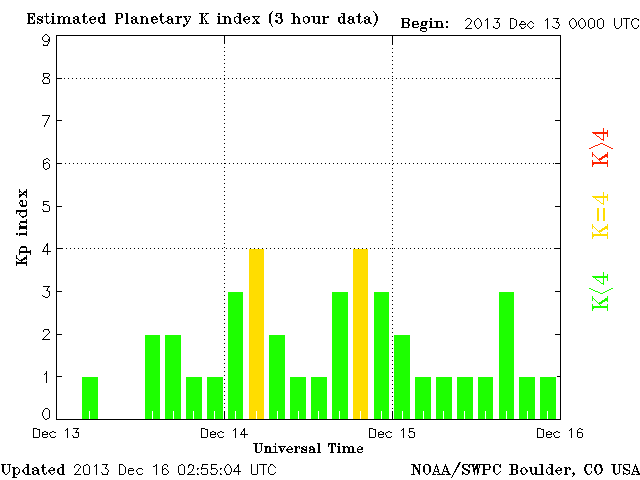 Estimated Planetary K index (3 hour data) Begin: 2013 Dec 13 0000 UTC
9
8
7
6
5
4
3
2
1
0
Kp index
K>4
K=4
K<4
Dec 13 Dec 14 Dec 15 Dec 16
Universal Time
Updated 2013 Dec 16 02:55:04 UTC NOAA/SWPC Boulder, CO USA